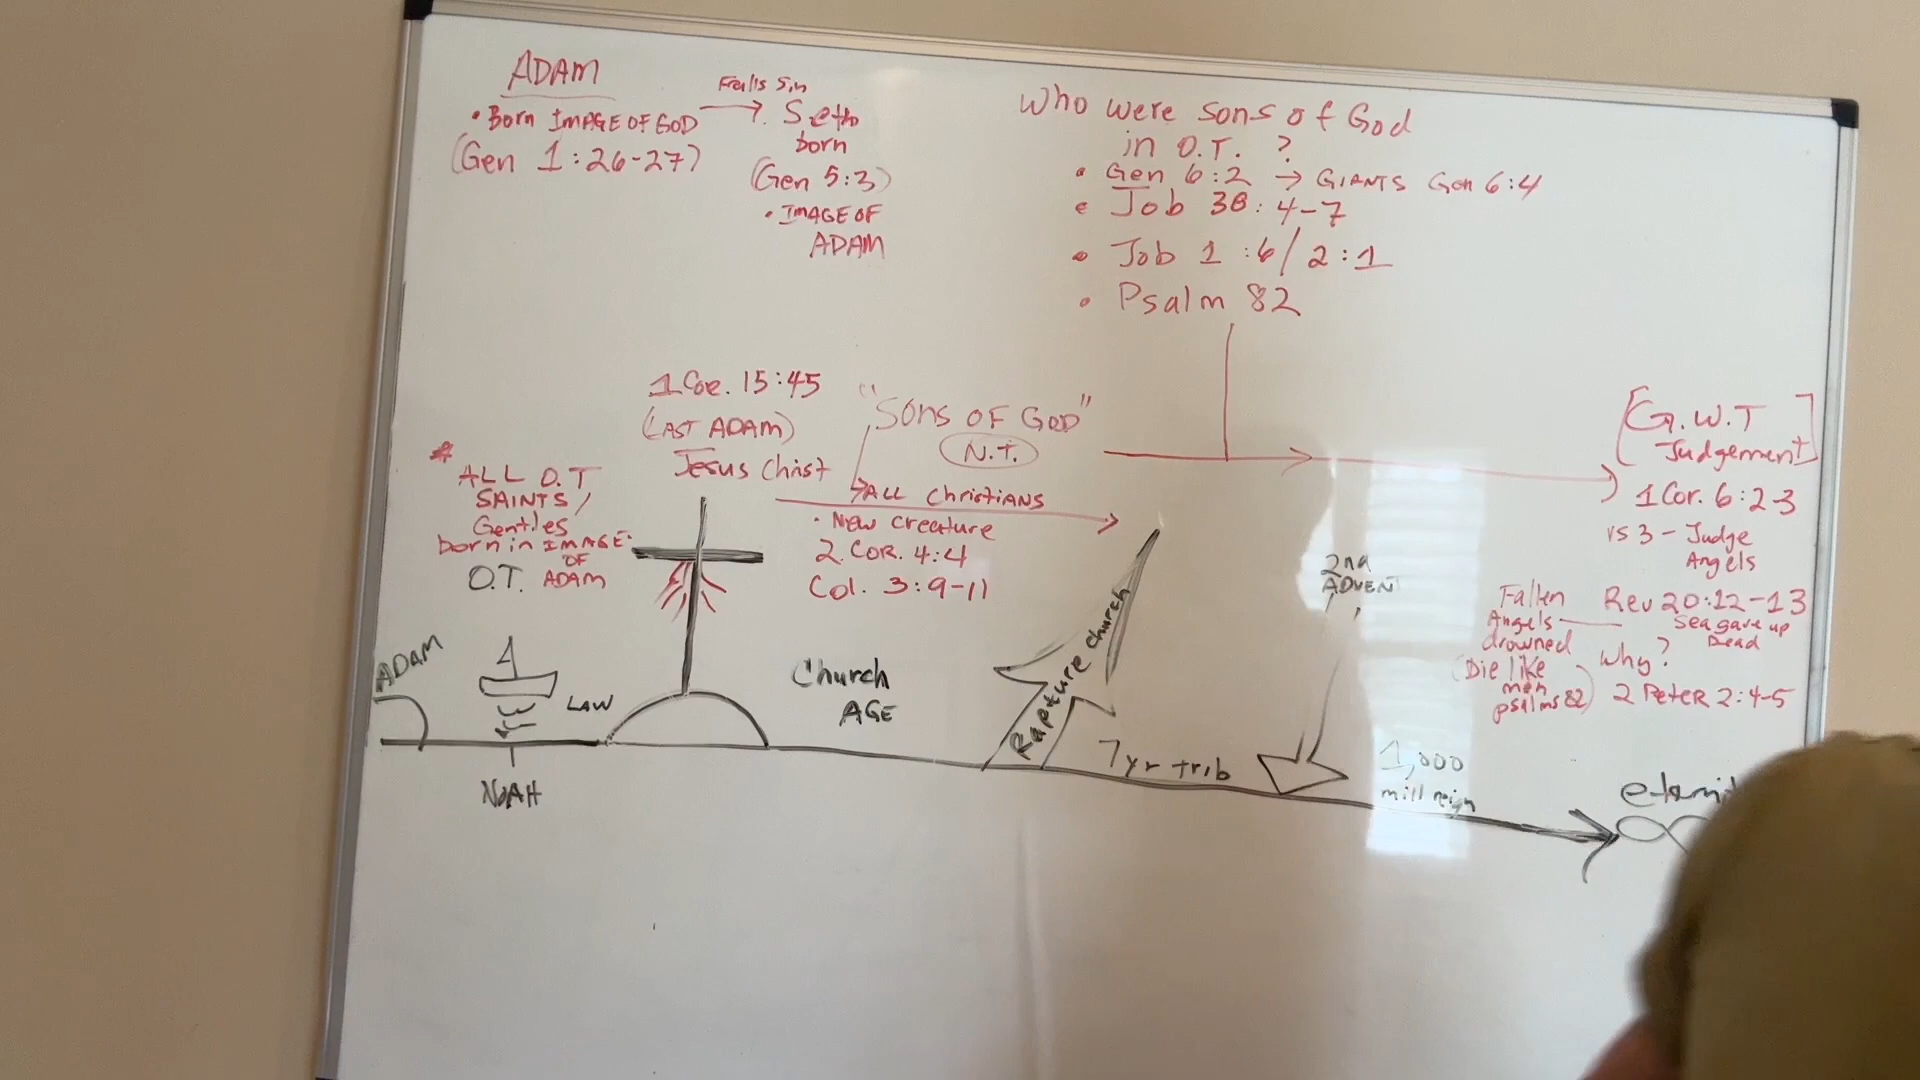 ADAM
• Born IMAGE OF GOD
(Gen 1:26-27)
Falls Sin
Seth
born
(Gen 5:3)
• IMAGE OF
ADAM
Who were sons of God
in O.T. ?
• Gen 6:2 → GIANTS Gen 6:4
• Job 38:4-7
• Job 1:6/2:1
• Psalm 82
1 Cor. 15:45
(LAST ADAM)
Jesus Christ
"SONS OF GOD"
N.T.
ALL Christians
• New creature
2 COR. 4:4
Col. 3:9-11
* ALL O.T
SAINTS/
Gentiles
born in IMAGE
OF
O.T. ADAM
[G.W.T
Judgement]
1 Cor. 6:2-3
vs 3 - Judge
Angels
Fallen
Angels
drowned
(Die like
men
psalms 82)
Rev 20:12-13
Sea gave up
Dead
Why?
2 Peter 2:4-5
ADAM
LAW
NOAH
Church
AGE
Rapture church
7 yr trib
2nd
ADVENT
1,000
mill reign